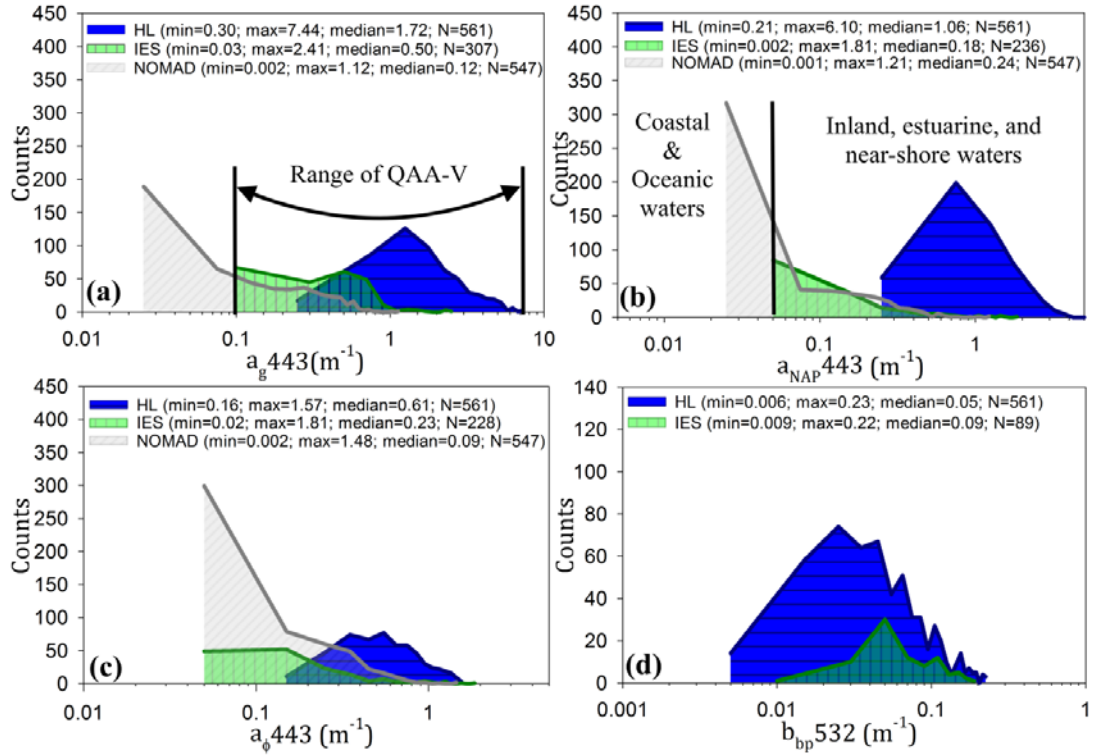 450
400
350
300
250
200
150
100
50
0
Counts
HL (min=0.30; max=7.44; median=1.72; N=561)
IES (min=0.03; max=2.41; median=0.50; N=307)
NOMAD (min=0.002; max=1.12; median=0.12; N=547)
Range of QAA-V
(a)
0.01 0.1 1 10
a_g443(m⁻¹)
450
400
350
300
250
200
150
100
50
0
Counts
HL (min=0.21; max=6.10; median=1.06; N=561)
IES (min=0.002; max=1.81; median=0.18; N=236)
NOMAD (min=0.001; max=1.21; median=0.24; N=547)
Coastal
&
Oceanic
waters
Inland, estuarine, and
near-shore waters
(b)
0.01 0.1 1
a_NAP443 (m⁻¹)
450
400
350
300
250
200
150
100
50
0
Counts
HL (min=0.16; max=1.57; median=0.61; N=561)
IES (min=0.02; max=1.81; median=0.23; N=228)
NOMAD (min=0.002; max=1.48; median=0.09; N=547)
(c)
0.01 0.1 1
a_ϕ443 (m⁻¹)
140
120
100
80
60
40
20
0
Counts
HL (min=0.006; max=0.23; median=0.05; N=561)
IES (min=0.009; max=0.22; median=0.09; N=89)
(d)
0.001 0.01 0.1 1
b_bp532 (m⁻¹)